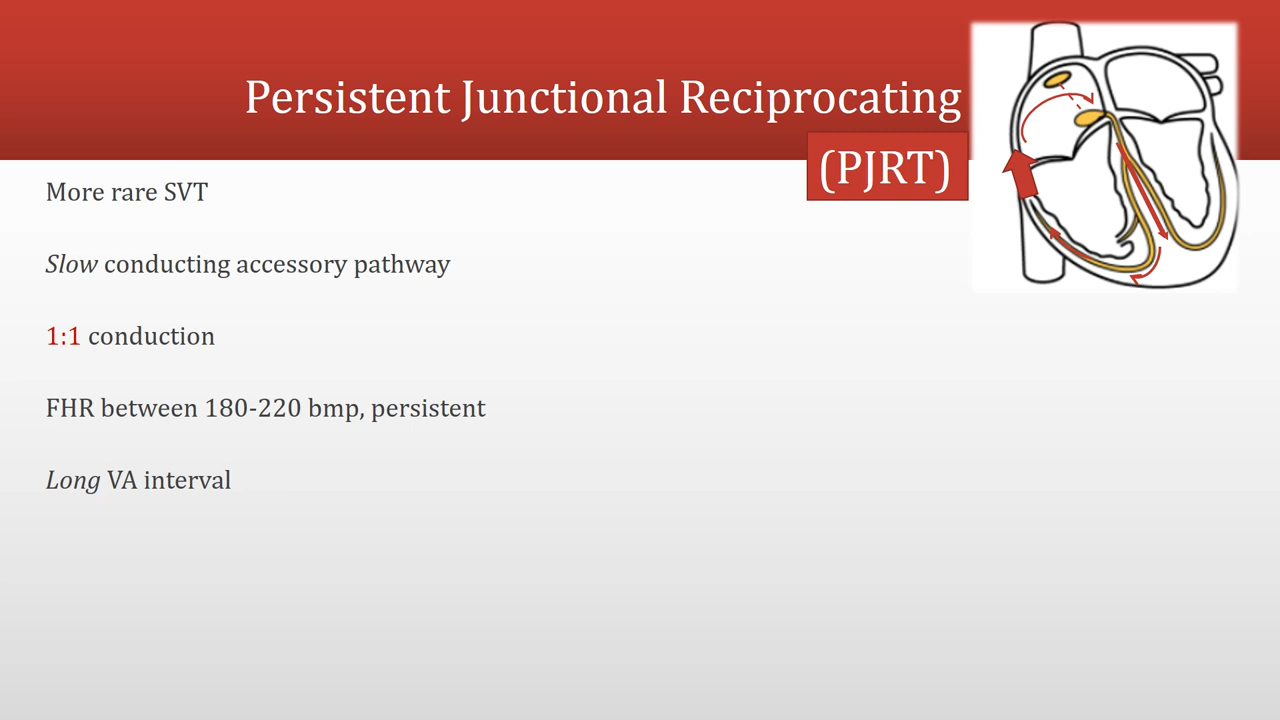 Persistent Junctional Reciprocating
(PJRT)
More rare SVT
Slow conducting accessory pathway
1:1 conduction
FHR between 180-220 bmp, persistent
Long VA interval